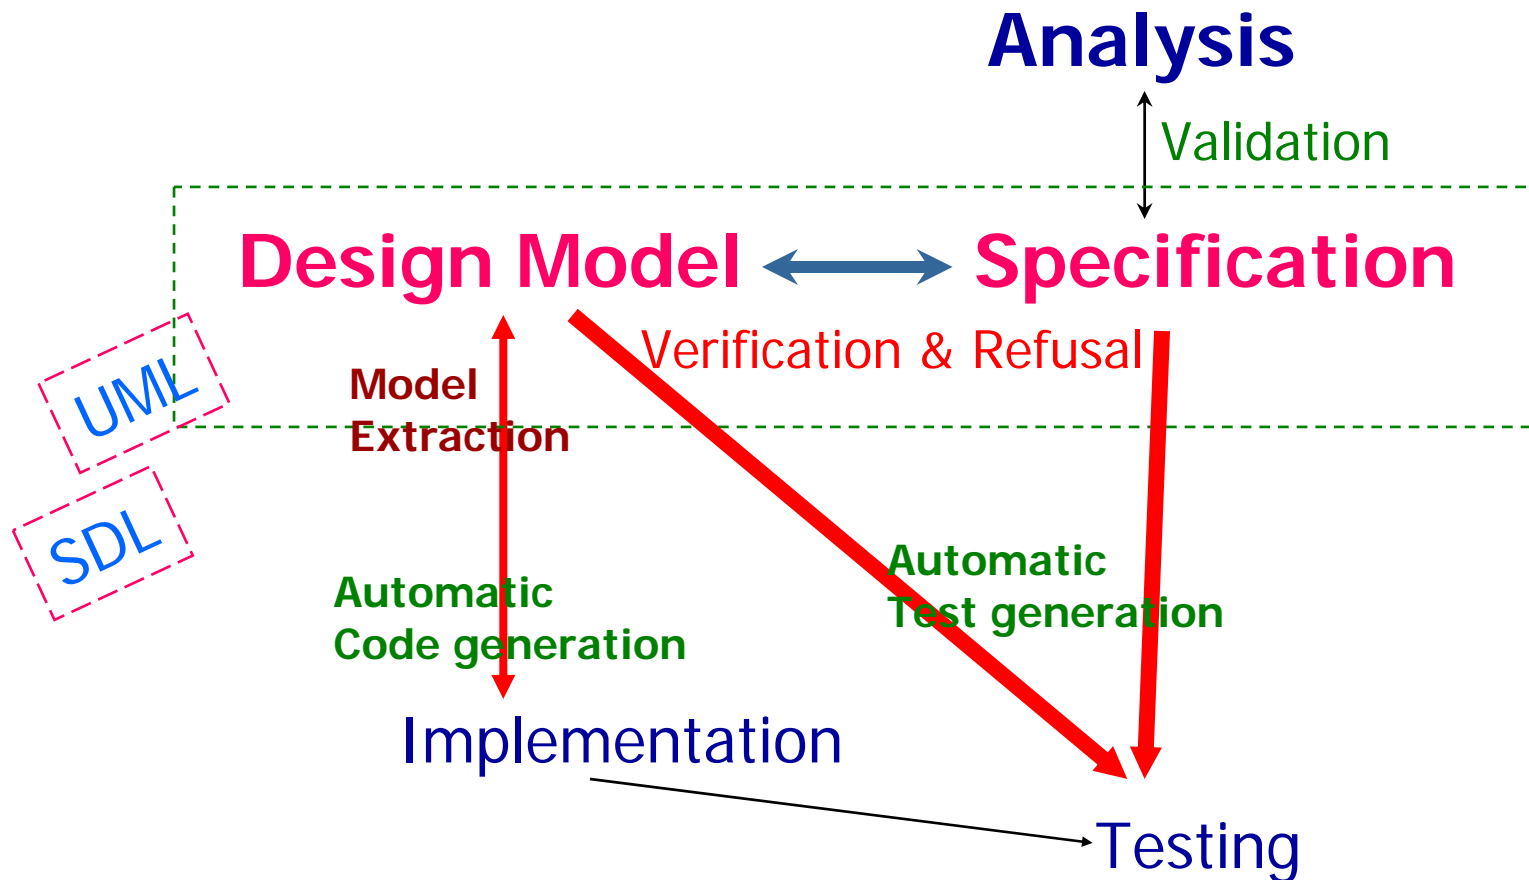 Analysis
Validation
Design Model
Specification
Verification & Refusal
UML
Model
Extraction
SDL
Automatic
Test generation
Automatic
Code generation
Implementation
Testing